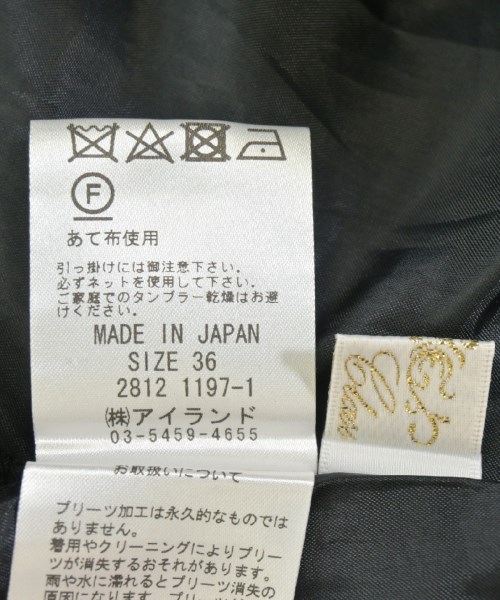 F
あて布使用
引っ掛けには御注意下さい。
必ずネットを使用して下さい。
ご家庭でのタンブラー乾燥はお避
けください。
MADE IN JAPAN
SIZE 36
2812 1197-1
㈱アイランド
03-5459-4655
お取扱いについて
プリーツ加工は永久的なものでは
ありません。
着用やクリーニングによりプリー
ツが消失するおそれがあります。
雨や水に濡れるとプリーツ消失の